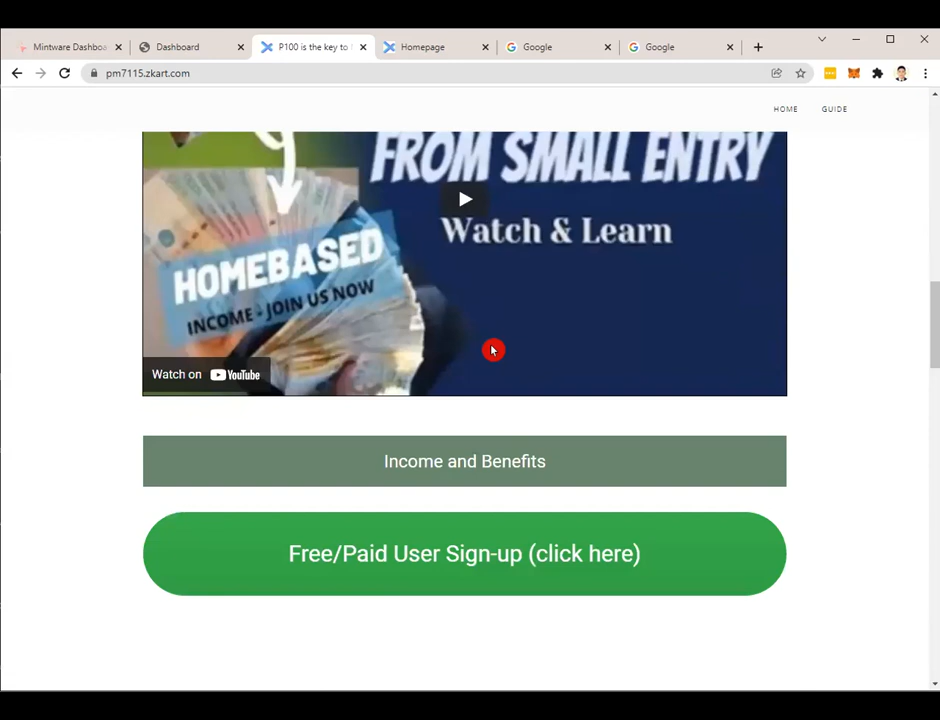 Mintware Dashboa
Dashboard
P100 is the key to
Homepage
Google
Google
pm7115.zkart.com
HOME
GUIDE
FROM SMALL ENTRY
Watch & Learn
HOMEBASED
INCOME - JOIN US NOW
Watch on YouTube
Income and Benefits
Free/Paid User Sign-up (click here)